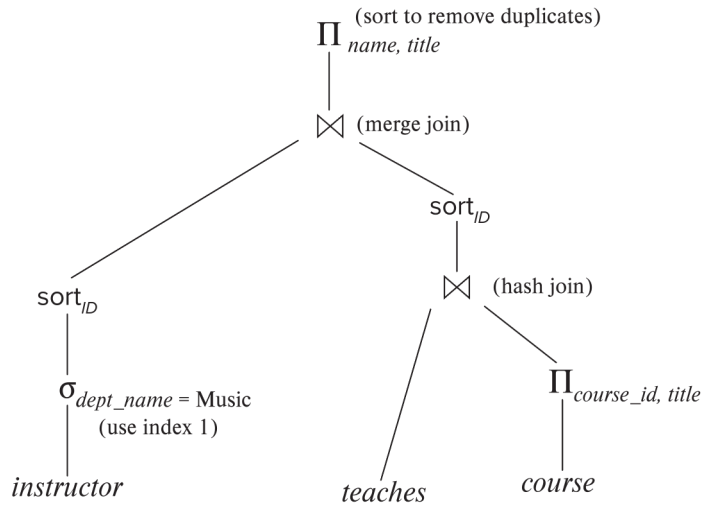 (sort to remove duplicates)
Π name, title
⋈ (merge join)
sort ID
sort ID
⋈ (hash join)
σ dept_name = Music
(use index 1)
Π course_id, title
instructor
teaches
course